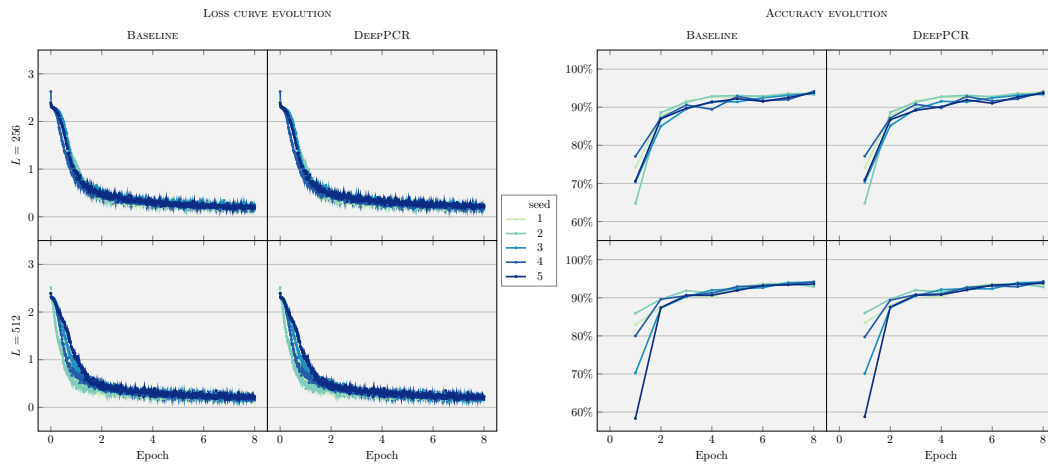 LOSS CURVE EVOLUTION
ACCURACY EVOLUTION
BASELINE
DEEPPCR
BASELINE
DEEPPCR
3
2
1
0
L = 256
100%
90%
80%
70%
60%
seed
1
2
3
4
5
3
2
1
0
L = 512
100%
90%
80%
70%
60%
0 2 4 6 8
0 2 4 6 8
0 2 4 6 8
0 2 4 6 8
Epoch
Epoch
Epoch
Epoch